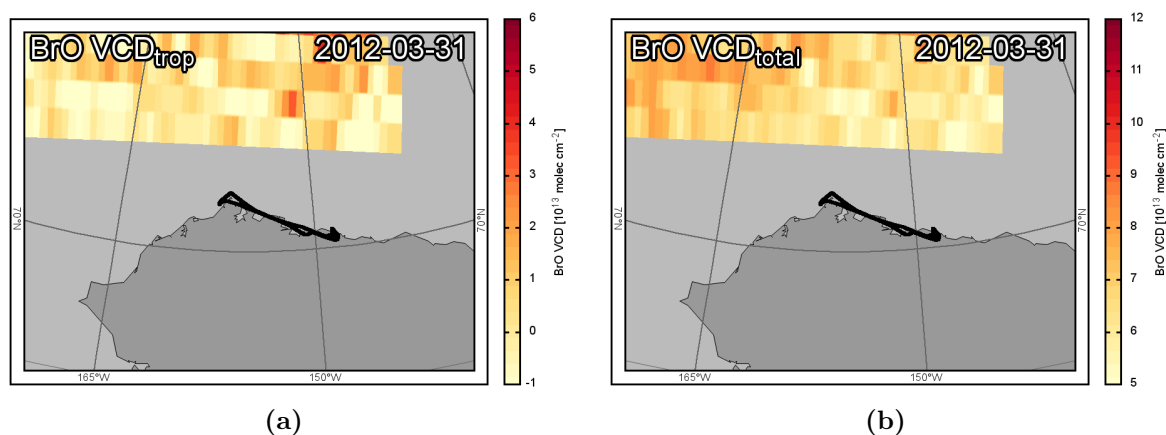 BrO VCD_trop 2012-03-31
6
5
4
3
2
1
0
-1
BrO VCD [10^13 molec cm^-2]
70°N
70°N
165°W
150°W
(a)
BrO VCD_total 2012-03-31
12
11
10
9
8
7
6
5
BrO VCD [10^13 molec cm^-2]
70°N
70°N
165°W
150°W
(b)